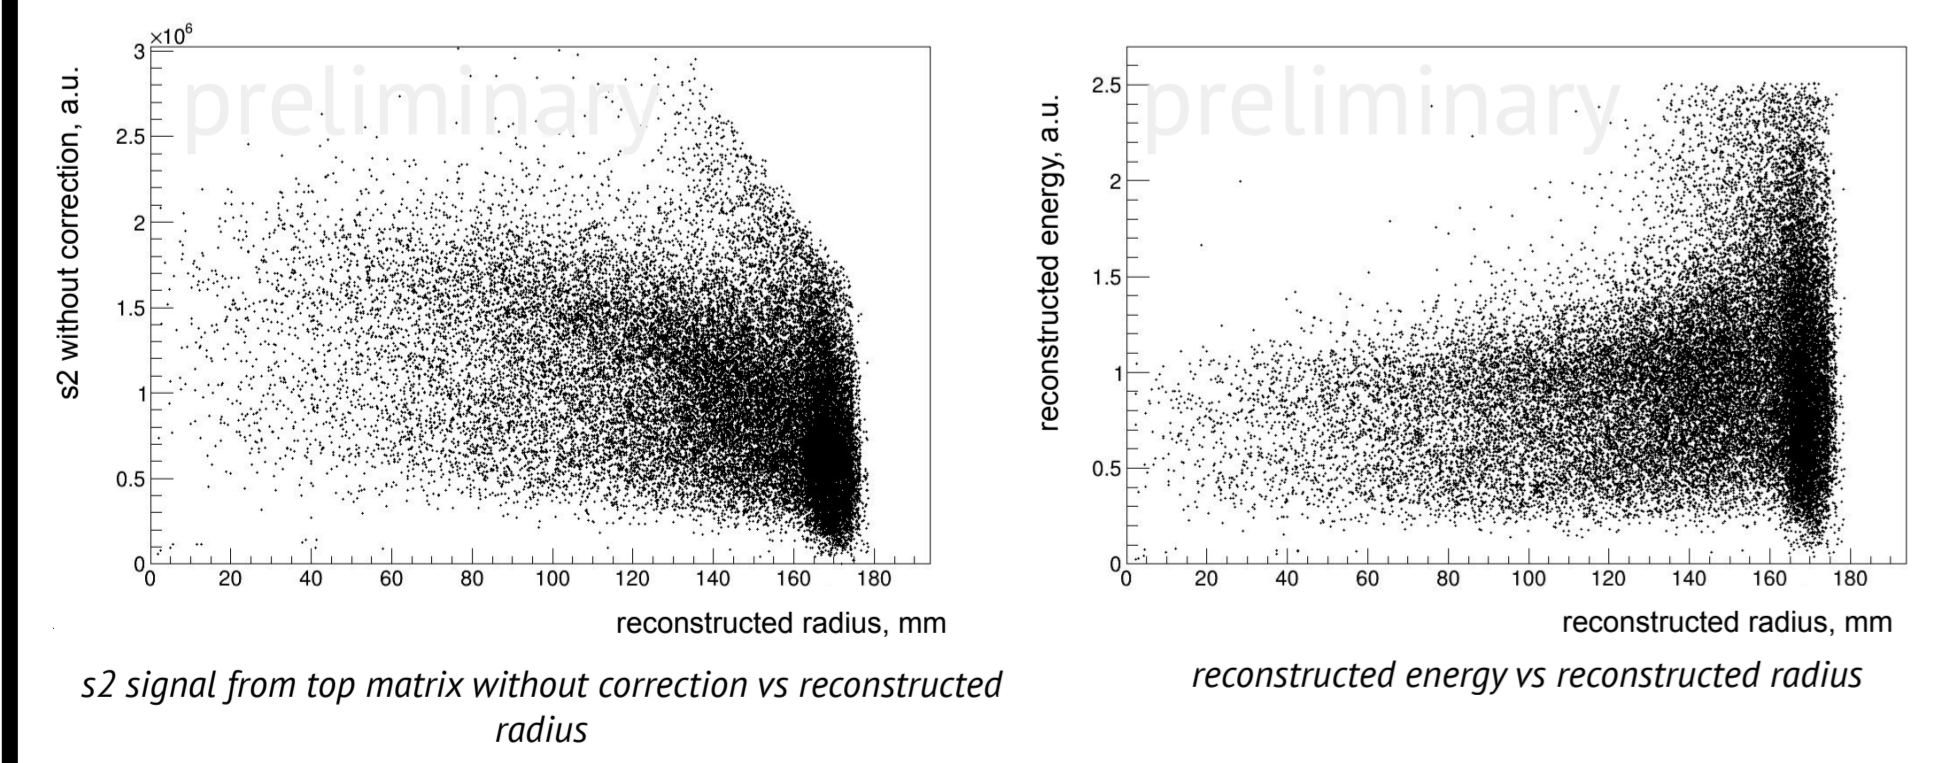 ×10⁶
preliminary
s2 without correction, a.u.
3
2.5
2
1.5
1
0.5
0
0 20 40 60 80 100 120 140 160 180
reconstructed radius, mm
s2 signal from top matrix without correction vs reconstructed
radius
preliminary
reconstructed energy, a.u.
2.5
2
1.5
1
0.5
0
0 20 40 60 80 100 120 140 160 180
reconstructed radius, mm
reconstructed energy vs reconstructed radius